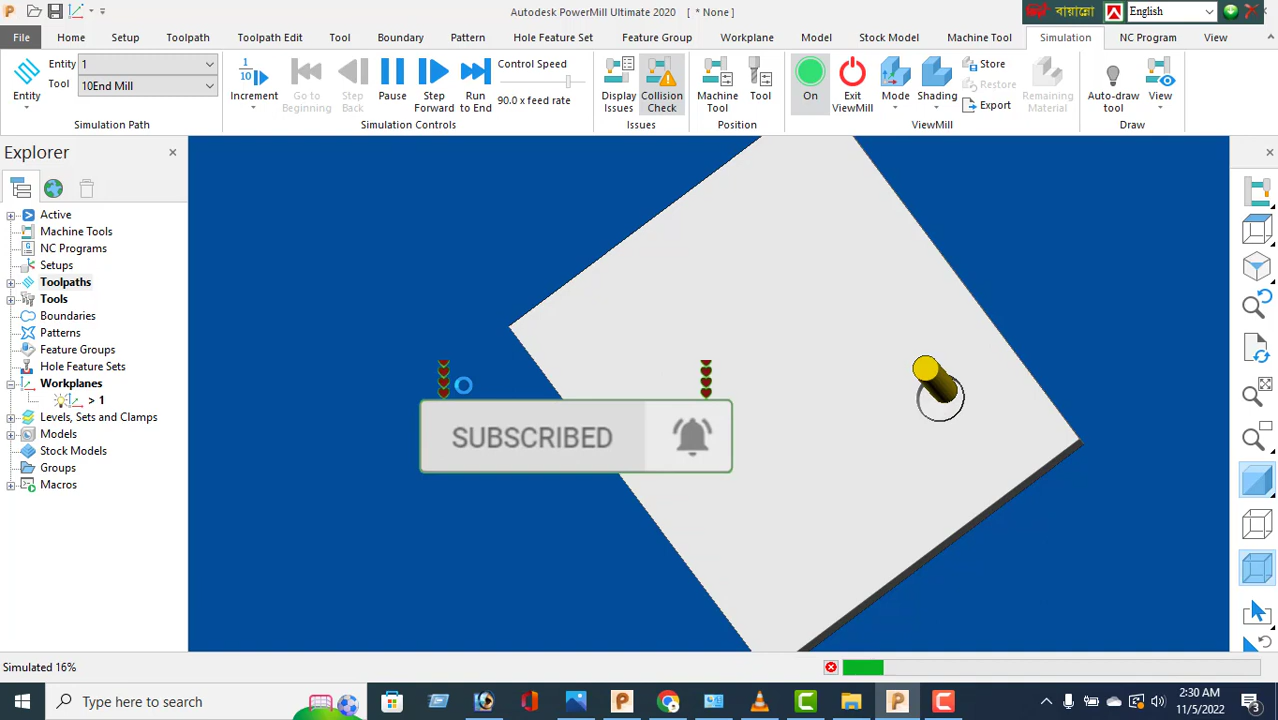 Autodesk PowerMill Ultimate 2020 [ * None ]
বায়ান্নো
English
File
Home
Setup
Toolpath
Toolpath Edit
Tool
Boundary
Pattern
Hole Feature Set
Feature Group
Workplane
Model
Stock Model
Machine Tool
Simulation
NC Program
View
Entity
Entity 1
Tool 10End Mill
Simulation Path
1
10
Increment
Go to Beginning
Step Back
Pause
Step Forward
Run to End
Control Speed
90.0 x feed rate
Simulation Controls
Display Issues
Collision Check
Issues
Machine Tool
Tool
Position
On
Exit ViewMill
Mode
Shading
Store
Restore
Export
Remaining Material
ViewMill
Auto-draw tool
View
Draw
Explorer
Active
Machine Tools
NC Programs
Setups
Toolpaths
Tools
Boundaries
Patterns
Feature Groups
Hole Feature Sets
Workplanes
> 1
Levels, Sets and Clamps
Models
Stock Models
Groups
Macros
SUBSCRIBED
Simulated 16%
Type here to search
2:30 AM
11/5/2022
3